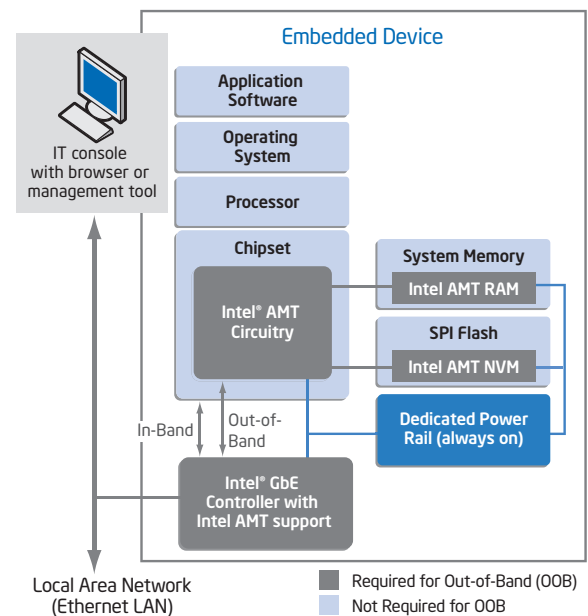 Embedded Device
IT console
with browser or
management tool
Application
Software
Operating
System
Processor
Chipset
Intel® AMT
Circuitry
System Memory
Intel AMT RAM
SPI Flash
Intel AMT NVM
Dedicated Power
Rail (always on)
In-Band
Out-of-
Band
Intel® GbE
Controller with
Intel AMT support
Local Area Network
(Ethernet LAN)
Required for Out-of-Band (OOB)
Not Required for OOB